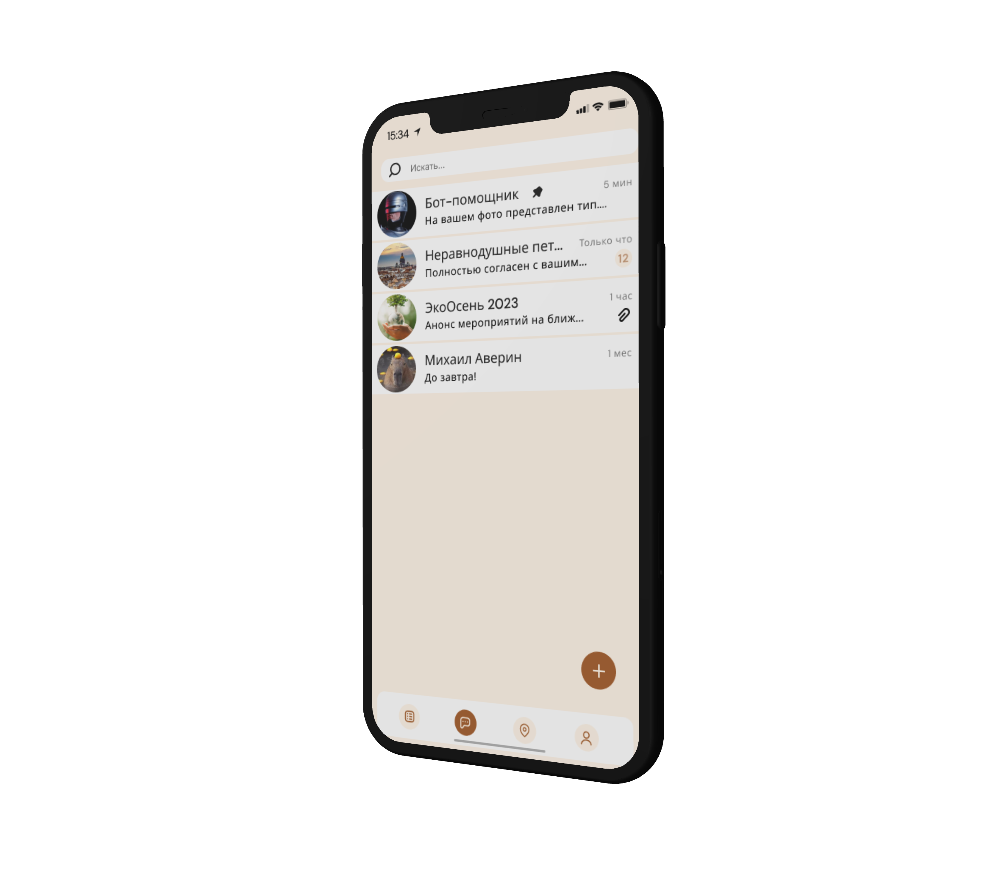 15:34
Искать...
Бот-помощник
5 мин
На вашем фото представлен тип....
Неравнодушные пет...
Только что
Полностью согласен с вашим...
12
ЭкоОсень 2023
1 час
Анонс мероприятий на ближ...
Михаил Аверин
1 мес
До завтра!